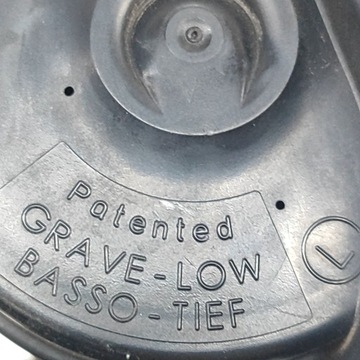 Patented
GRAVE-LOW
BASSO-TIEF
L